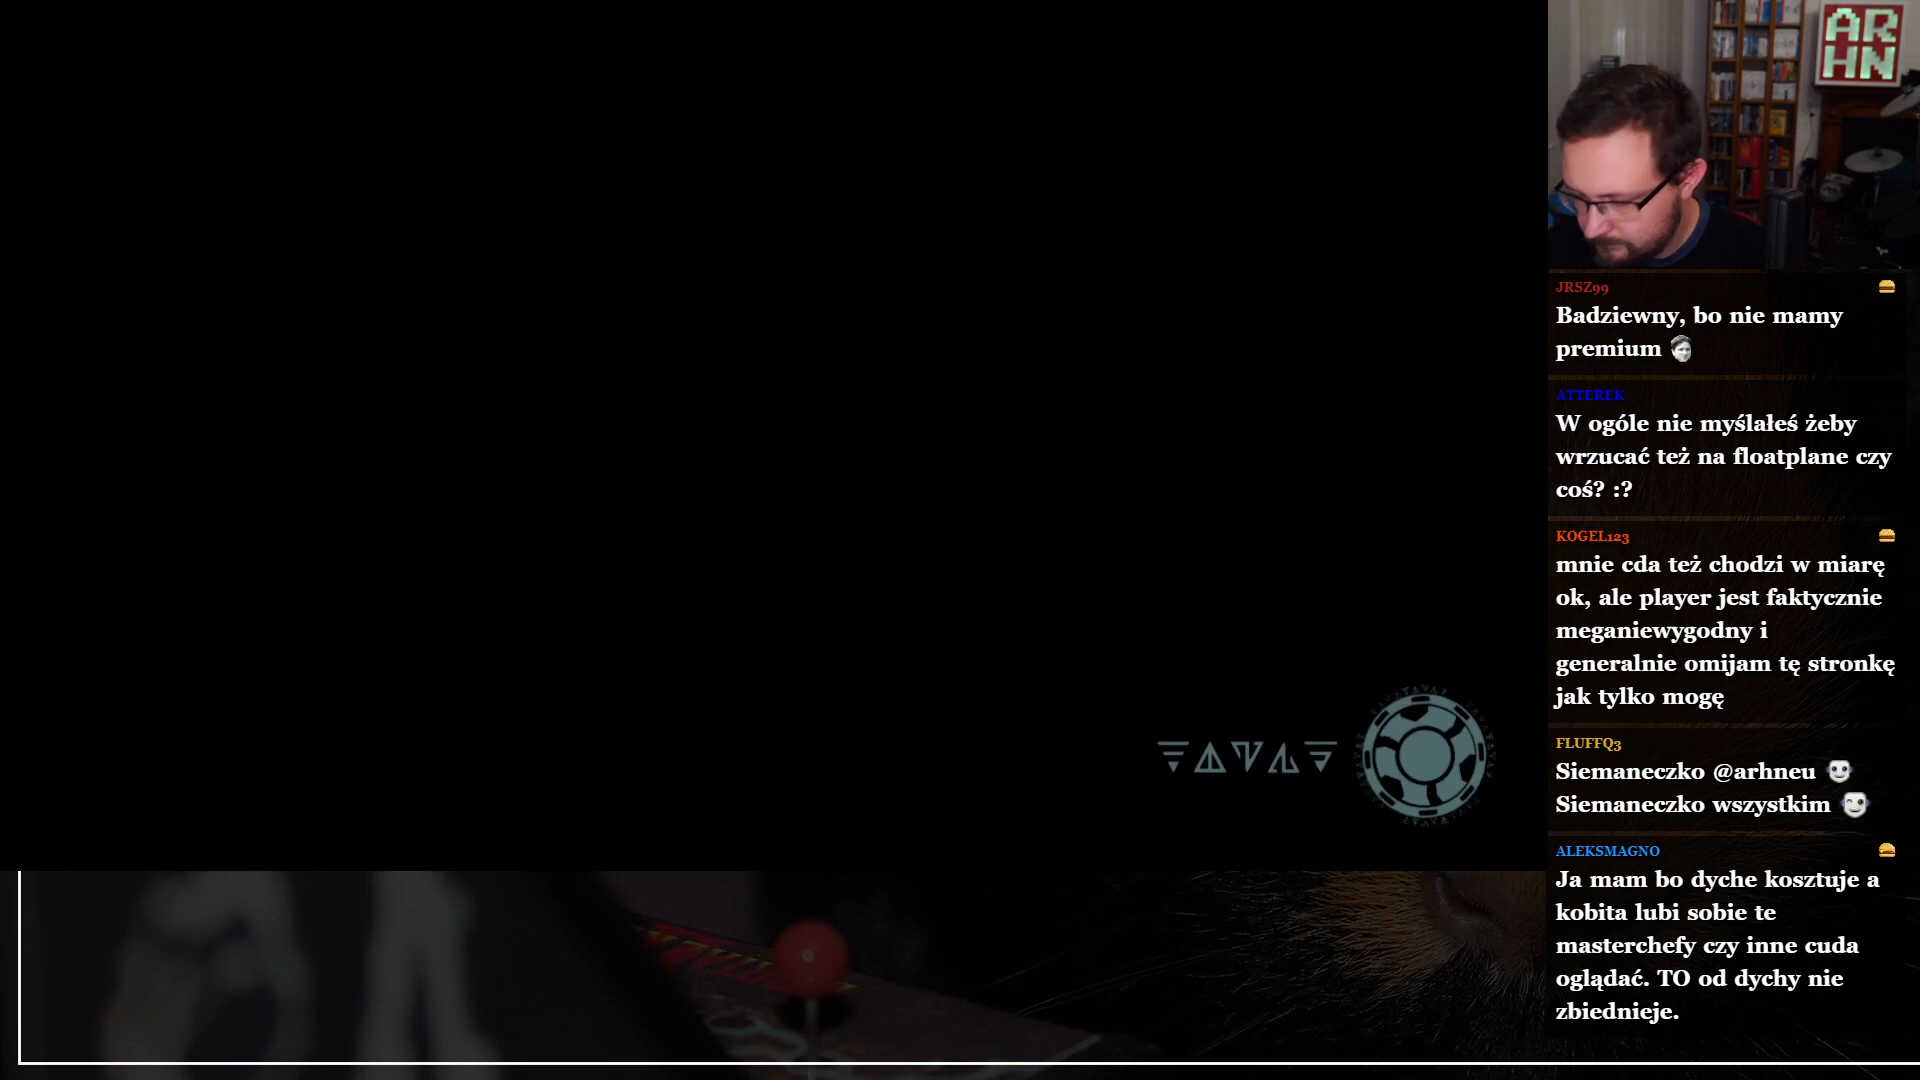 AR
HN
JRSZ99
Badziewny, bo nie mamy
premium
ATTEREK
W ogóle nie myślałeś żeby
wrzucać też na floatplane czy
coś? :?
KOGEL123
mnie cda też chodzi w miarę
ok, ale player jest faktycznie
meganiewygodny i
generalnie omijam tę stronkę
jak tylko mogę
FLUFFQ3
Siemaneczko @arhneu
Siemaneczko wszystkim
ALEKSMAGNO
Ja mam bo dyche kosztuje a
kobita lubi sobie te
masterchefy czy inne cuda
oglądać. TO od dychy nie
zbiednieje.